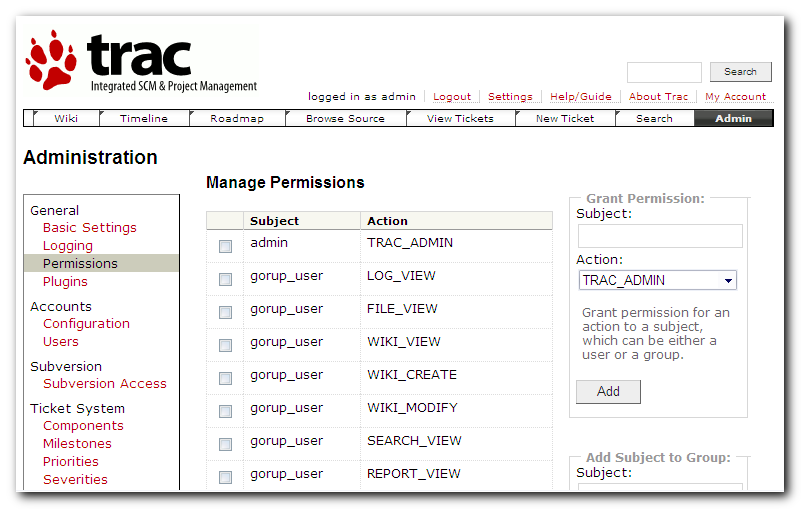 trac
Integrated SCM & Project Management
Search
logged in as admin Logout Settings Help/Guide About Trac My Account
Wiki Timeline Roadmap Browse Source View Tickets New Ticket Search Admin
Administration
General
Basic Settings
Logging
Permissions
Plugins
Accounts
Configuration
Users
Subversion
Subversion Access
Ticket System
Components
Milestones
Priorities
Severities
Manage Permissions
Subject Action
admin TRAC_ADMIN
gorup_user LOG_VIEW
gorup_user FILE_VIEW
gorup_user WIKI_VIEW
gorup_user WIKI_CREATE
gorup_user WIKI_MODIFY
gorup_user SEARCH_VIEW
gorup_user REPORT_VIEW
Grant Permission:
Subject:
Action:
TRAC_ADMIN
Grant permission for an
action to a subject,
which can be either a
user or a group.
Add
Add Subject to Group:
Subject: